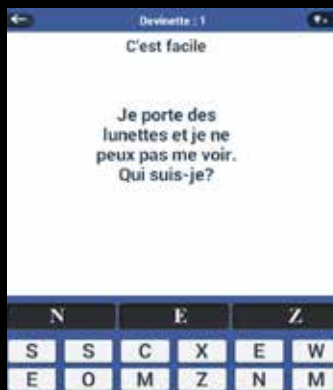 Devinette : 1
C'est facile
Je porte des
lunettes et je ne
peux pas me voir.
Qui suis-je?
N E Z
S S C X E W
E O M Z N M